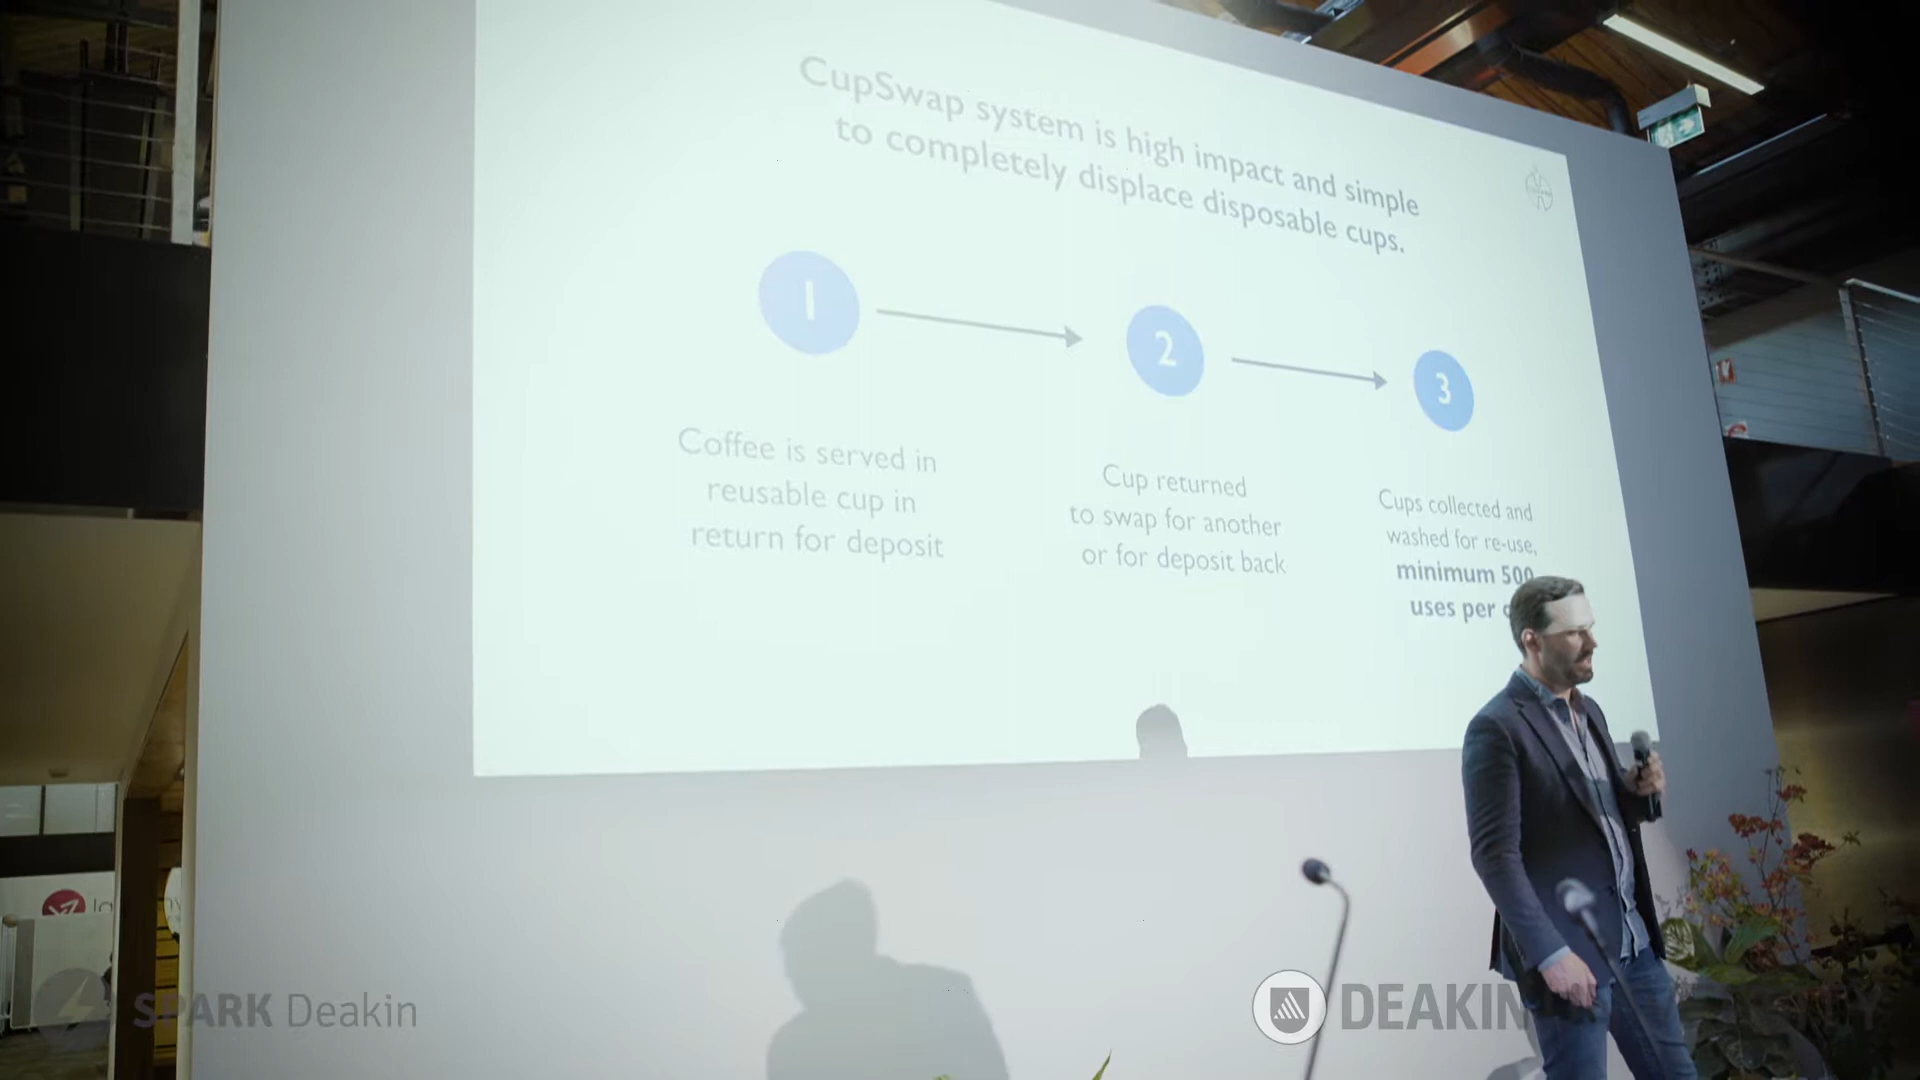 CupSwap system is high impact and simple
to completely displace disposable cups.
1
2
3
Coffee is served in
reusable cup in
return for deposit
Cup returned
to swap for another
or for deposit back
Cups collected and
washed for re-use,
minimum 500
uses per
SPARK Deakin
DEAKIN